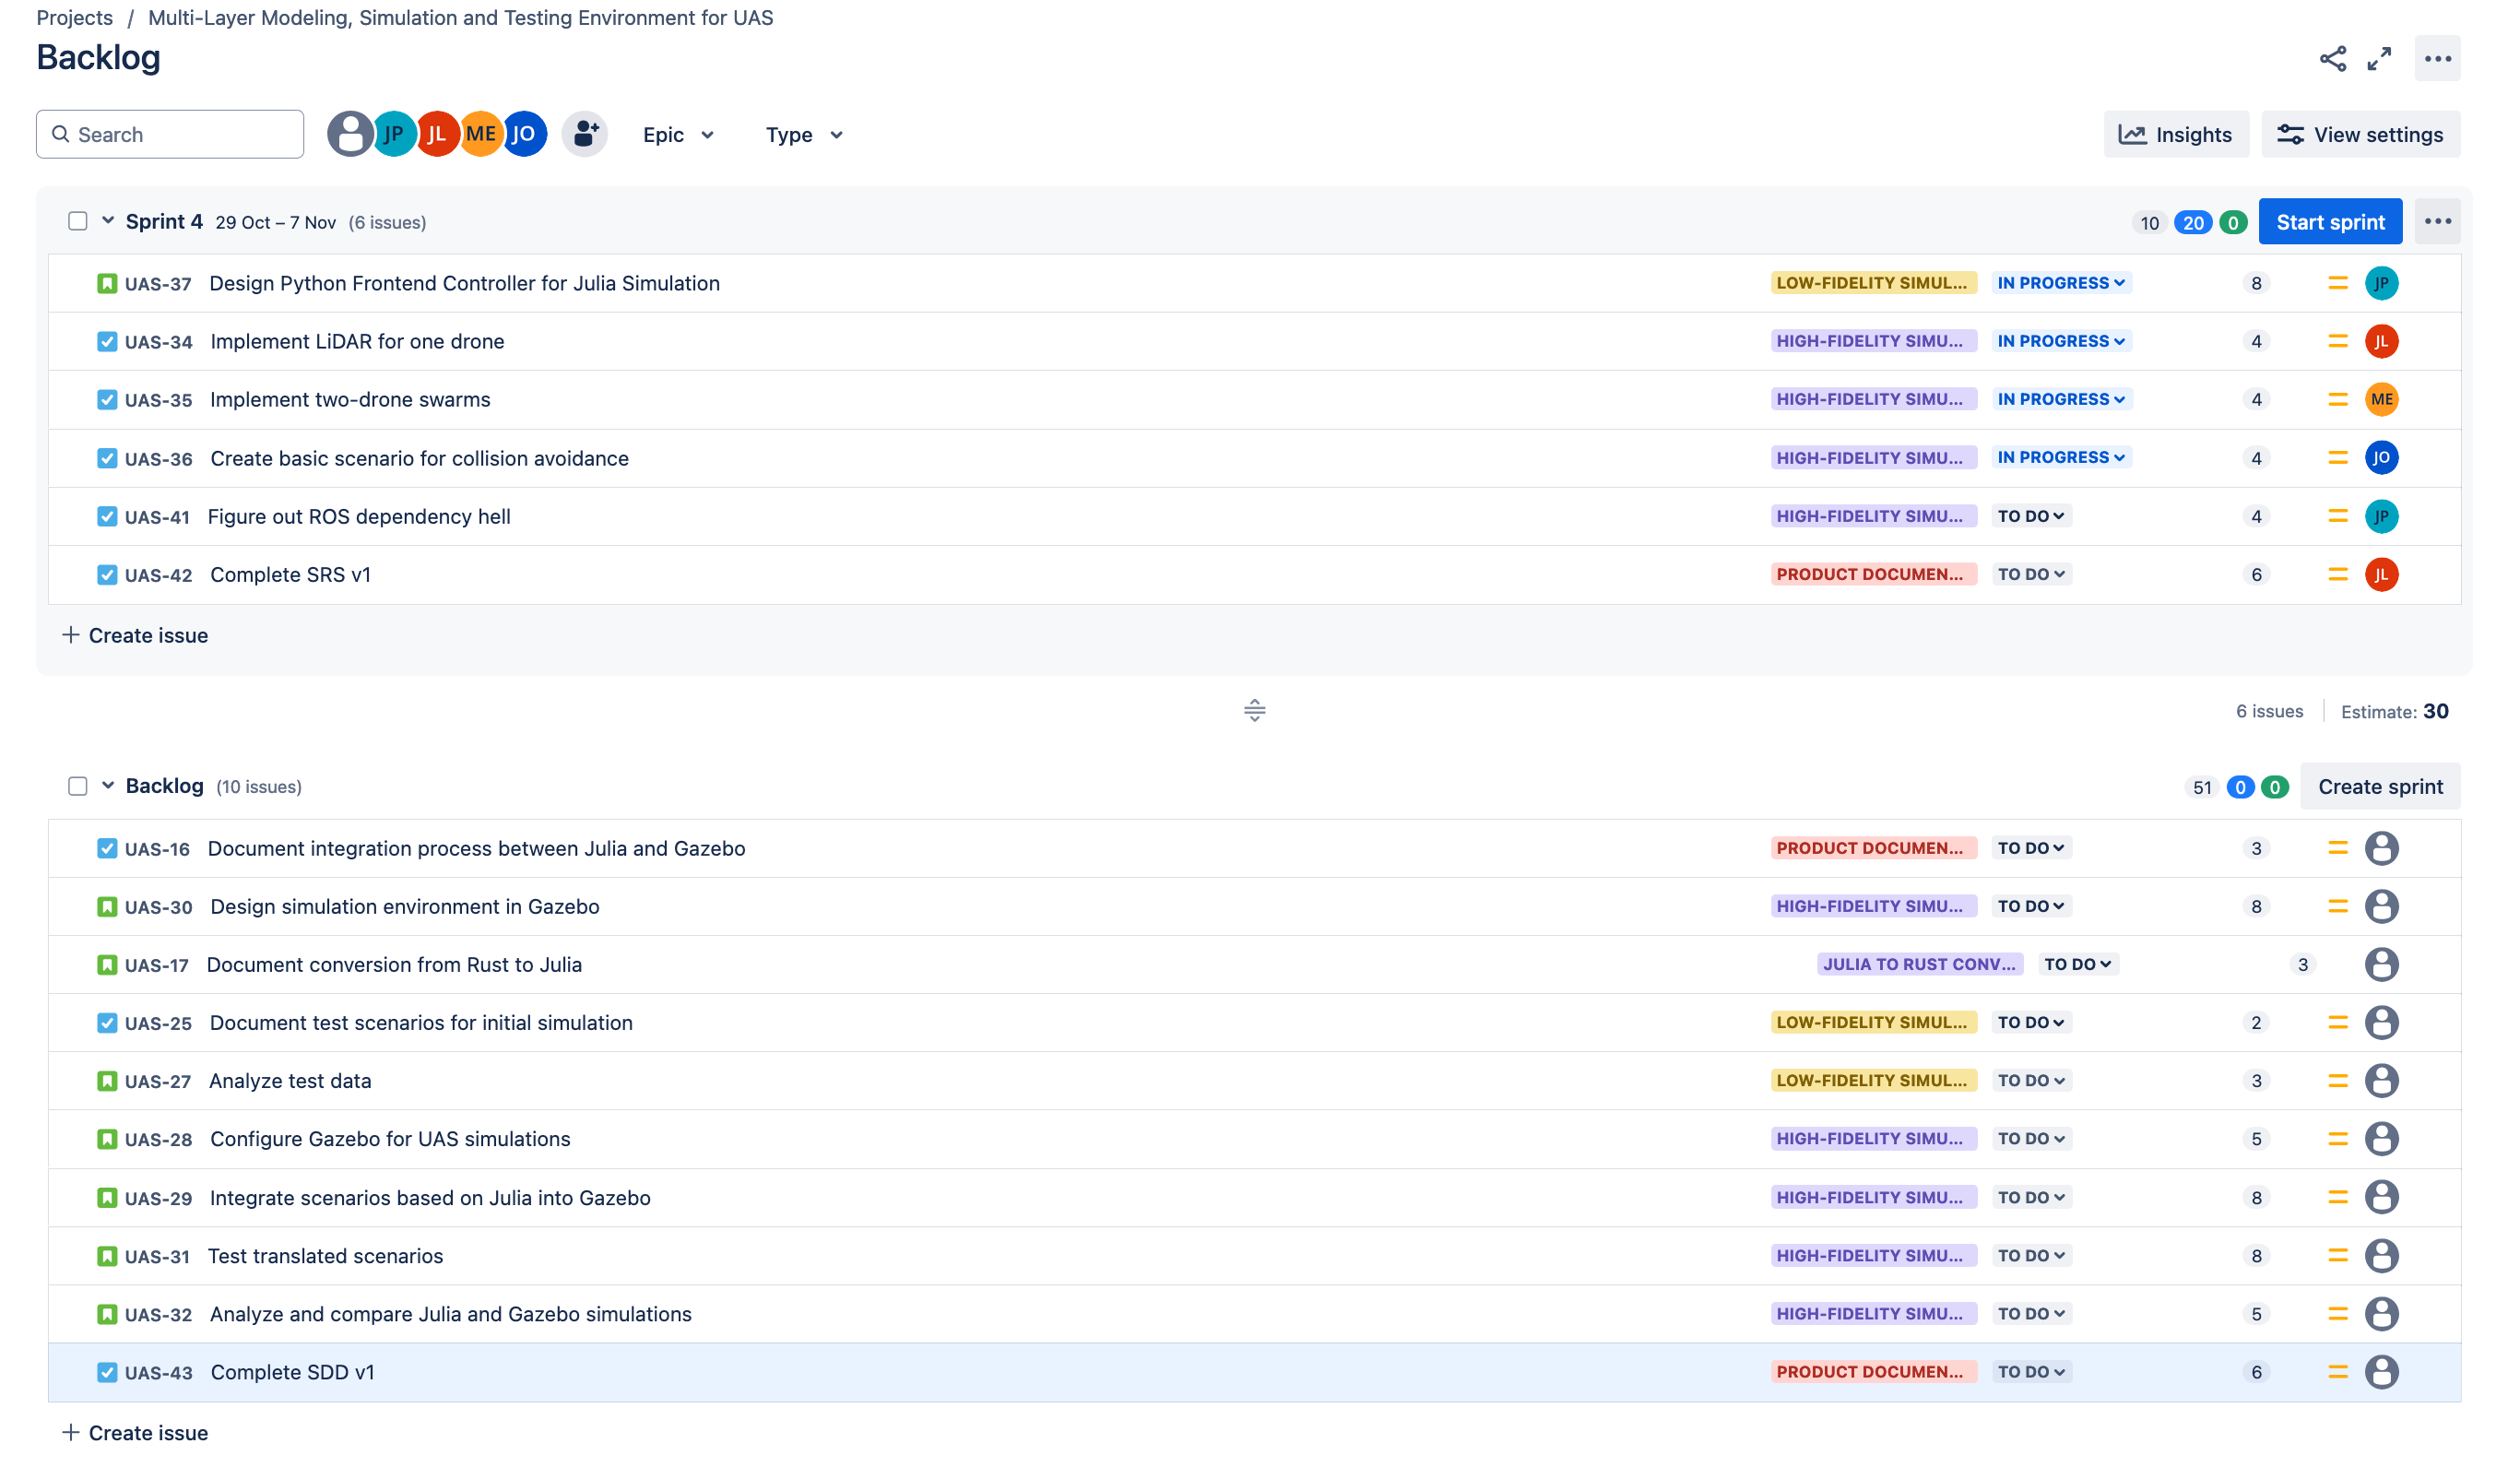 Projects / Multi-Layer Modeling, Simulation and Testing Environment for UAS
Backlog
Search JP JL ME JO Epic Type Insights View settings
Sprint 4 29 Oct – 7 Nov (6 issues) 10 20 0 Start sprint
UAS-37 Design Python Frontend Controller for Julia Simulation LOW-FIDELITY SIMUL... IN PROGRESS 8 JP
UAS-34 Implement LiDAR for one drone HIGH-FIDELITY SIMU... IN PROGRESS 4 JL
UAS-35 Implement two-drone swarms HIGH-FIDELITY SIMU... IN PROGRESS 4 ME
UAS-36 Create basic scenario for collision avoidance HIGH-FIDELITY SIMU... IN PROGRESS 4 JO
UAS-41 Figure out ROS dependency hell HIGH-FIDELITY SIMU... TO DO 4 JP
UAS-42 Complete SRS v1 PRODUCT DOCUMEN... TO DO 6 JL
+ Create issue
6 issues Estimate: 30
Backlog (10 issues) 51 0 0 Create sprint
UAS-16 Document integration process between Julia and Gazebo PRODUCT DOCUMEN... TO DO 3
UAS-30 Design simulation environment in Gazebo HIGH-FIDELITY SIMU... TO DO 8
UAS-17 Document conversion from Rust to Julia JULIA TO RUST CONV... TO DO 3
UAS-25 Document test scenarios for initial simulation LOW-FIDELITY SIMUL... TO DO 2
UAS-27 Analyze test data LOW-FIDELITY SIMUL... TO DO 3
UAS-28 Configure Gazebo for UAS simulations HIGH-FIDELITY SIMU... TO DO 5
UAS-29 Integrate scenarios based on Julia into Gazebo HIGH-FIDELITY SIMU... TO DO 8
UAS-31 Test translated scenarios HIGH-FIDELITY SIMU... TO DO 8
UAS-32 Analyze and compare Julia and Gazebo simulations HIGH-FIDELITY SIMU... TO DO 5
UAS-43 Complete SDD v1 PRODUCT DOCUMEN... TO DO 6
+ Create issue